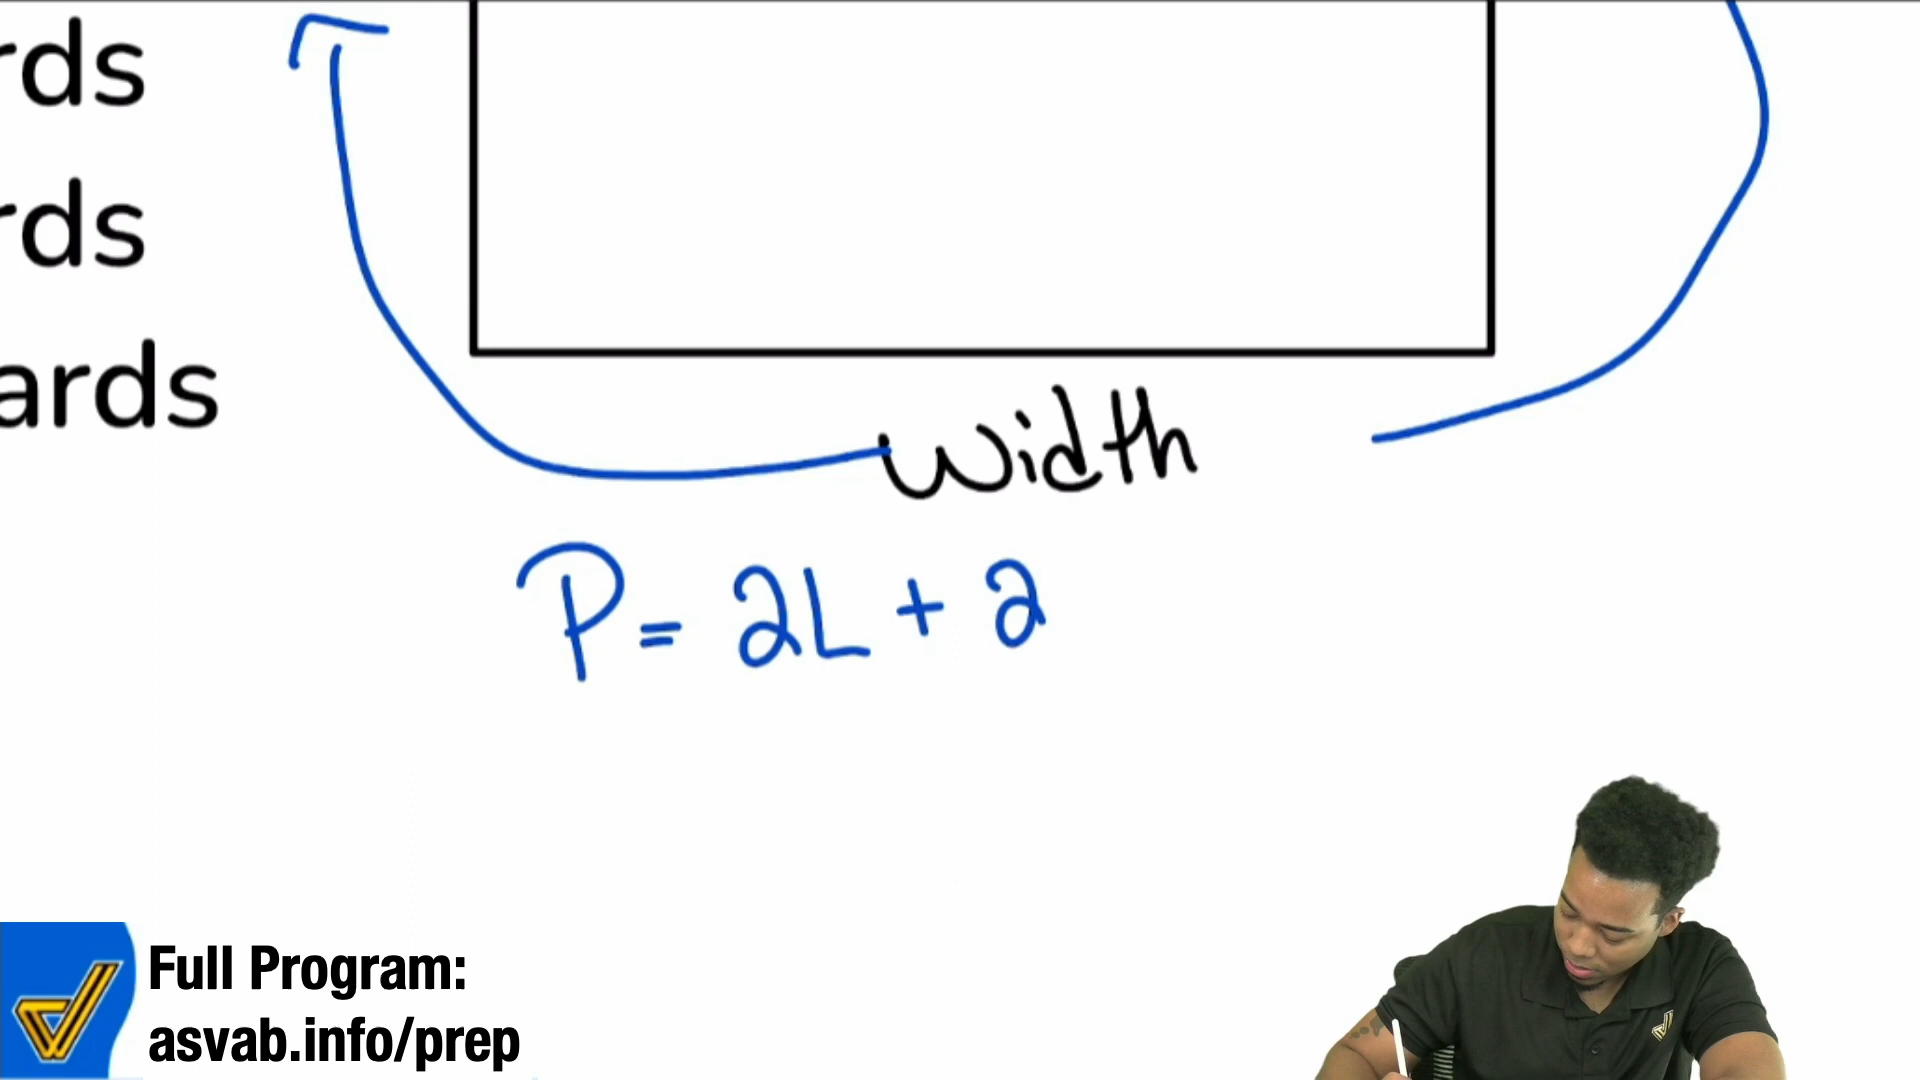 rds
rds
ards
width
P = 2L + 2
Full Program:
asvab.info/prep